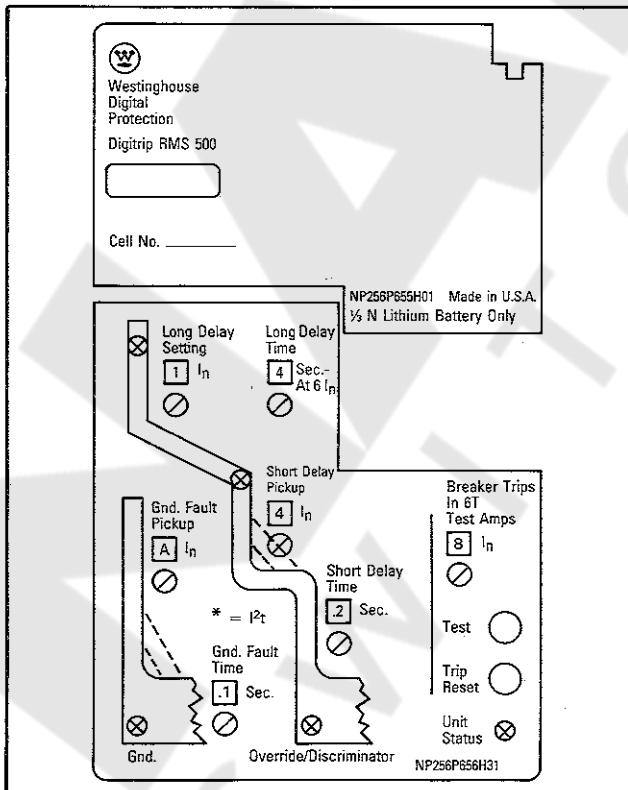 W
Westinghouse
Digital
Protection
Digitrip RMS 500
Cell No.
NP256P655H01 Made in U.S.A.
⅓ N Lithium Battery Only
Long Delay
Setting
1 In
Long Delay
Time
4 Sec.-
At 6 In
Short Delay
Pickup
4 In
Gnd. Fault
Pickup
A In
Breaker Trips
In 6T
Test Amps
8 In
Short Delay
Time
.2 Sec.
* = I²t
Gnd. Fault
Time
.1 Sec.
Test
Trip
Reset
Unit
Status
Gnd.
Override/Discriminator
NP256P656H31